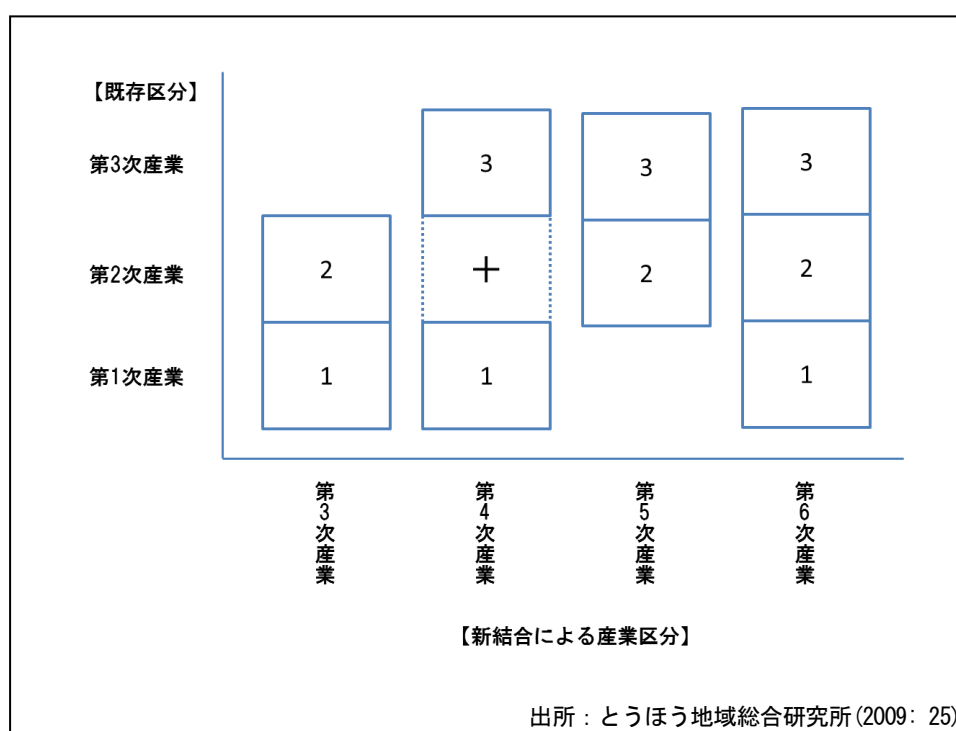 【既存区分】
第3次産業
3
3
3
第2次産業
2
+
2
2
第1次産業
1
1
1
第3次産業
第4次産業
第5次産業
第6次産業
【新結合による産業区分】
出所：とうほう地域総合研究所(2009: 25)